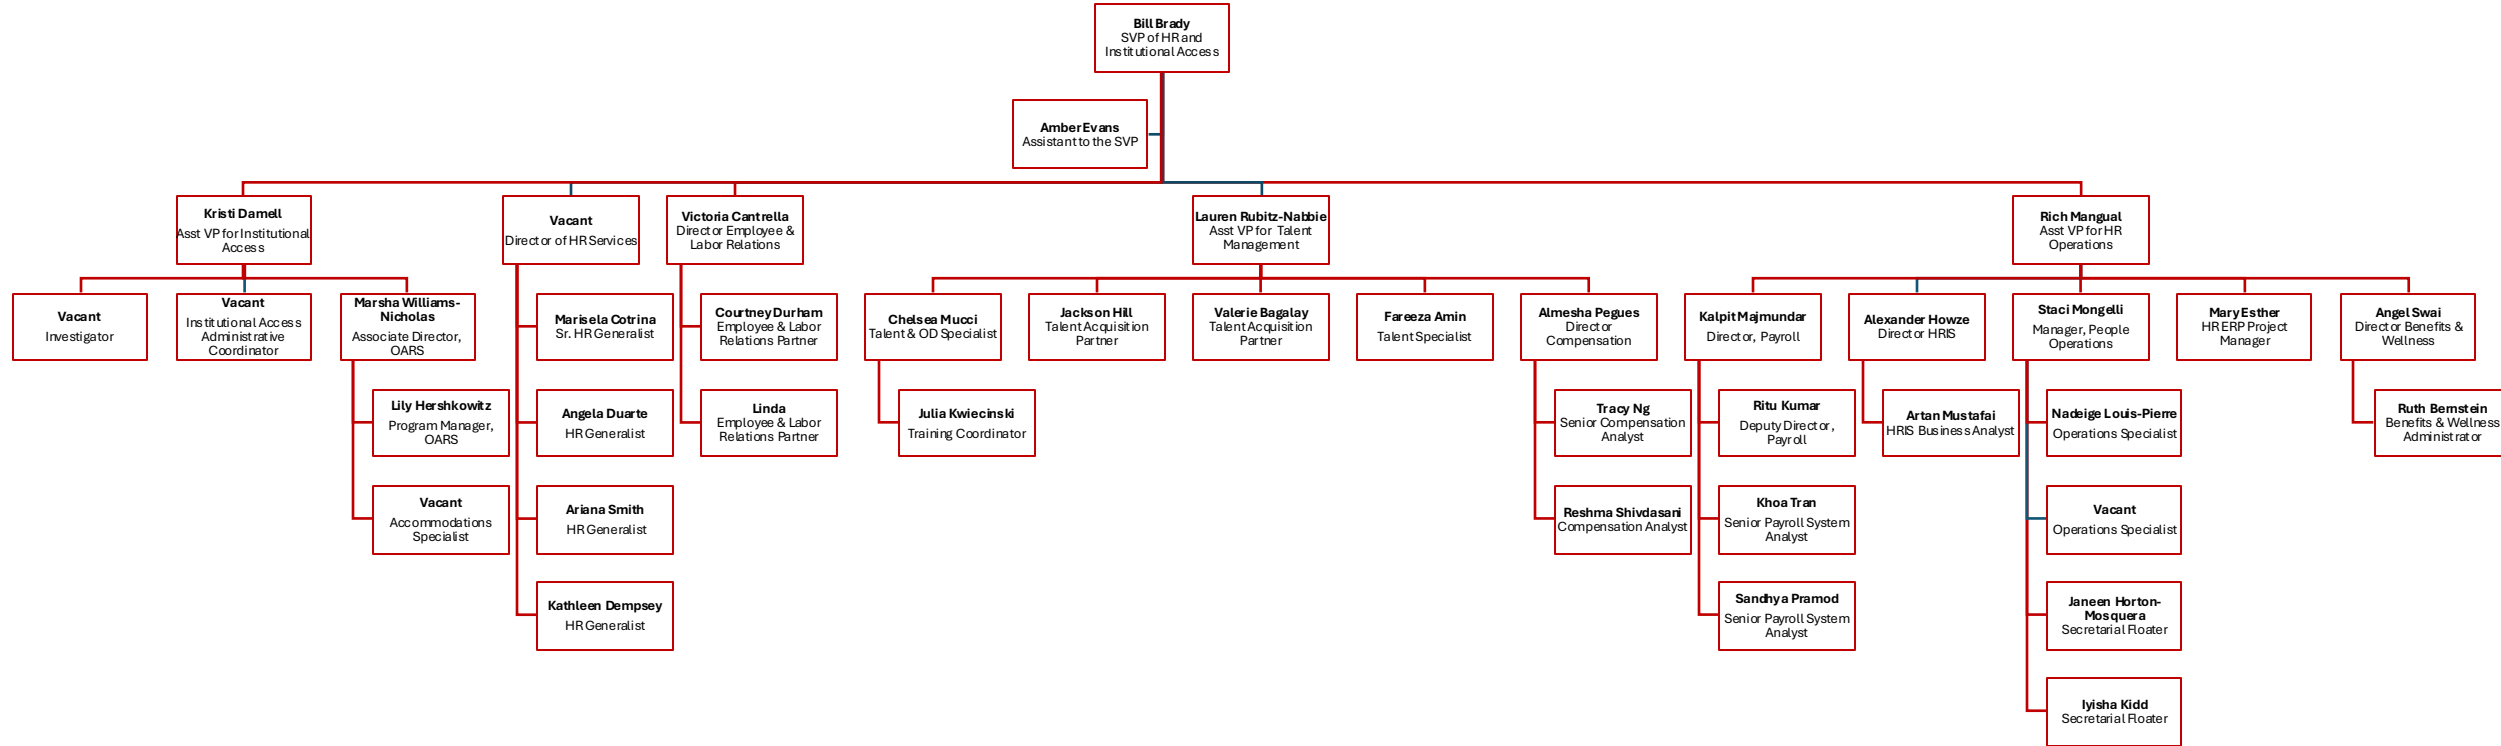 Bill Brady
SVP of HR and
Institutional Access
Amber Evans
Assistant to the SVP
Kristi Darnell
Asst VP for Institutional
Access
Vacant
Director of HR Services
Victoria Cantrella
Director Employee &
Labor Relations
Lauren Rubitz-Nabbie
Asst VP for Talent
Management
Rich Mangual
Asst VP for HR
Operations
Vacant
Investigator
Vacant
Institutional Access
Administrative
Coordinator
Marsha Williams-
Nicholas
Associate Director,
OARS
Marisela Cotrina
Sr. HR Generalist
Courtney Durham
Employee & Labor
Relations Partner
Chelsea Mucci
Talent & OD Specialist
Jackson Hill
Talent Acquisition
Partner
Valerie Bagalay
Talent Acquisition
Partner
Fareeza Amin
Talent Specialist
Almesha Pegues
Director
Compensation
Kalpit Majmundar
Director, Payroll
Alexander Howze
Director HRIS
Staci Mongelli
Manager, People
Operations
Mary Esther
HR ERP Project
Manager
Angel Swai
Director Benefits &
Wellness
Lily Hershkowitz
Program Manager,
OARS
Angela Duarte
HR Generalist
Linda
Employee & Labor
Relations Partner
Julia Kwiecinski
Training Coordinator
Tracy Ng
Senior Compensation
Analyst
Ritu Kumar
Deputy Director,
Payroll
Artan Mustafai
HRIS Business Analyst
Nadeige Louis-Pierre
Operations Specialist
Ruth Bernstein
Benefits & Wellness
Administrator
Vacant
Accommodations
Specialist
Ariana Smith
HR Generalist
Reshma Shivdasani
Compensation Analyst
Khoa Tran
Senior Payroll System
Analyst
Vacant
Operations Specialist
Kathleen Dempsey
HR Generalist
Sandhya Pramod
Senior Payroll System
Analyst
Janeen Horton-
Mosquera
Secretarial Floater
Iyisha Kidd
Secretarial Floater